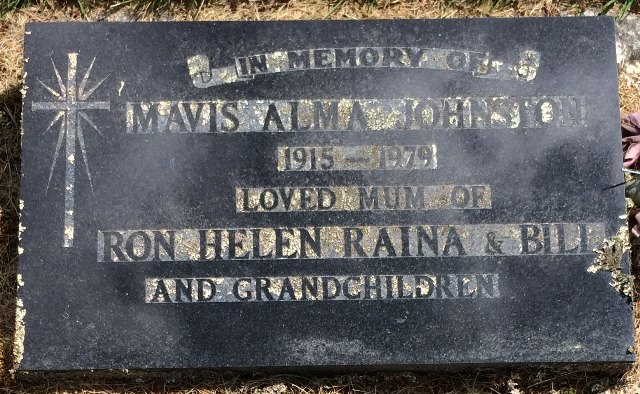 IN MEMORY OF
MAVIS ALMA JOHNSTON
1915 — 1979
LOVED MUM OF
RON HELEN RAINA & BILL
AND GRANDCHILDREN